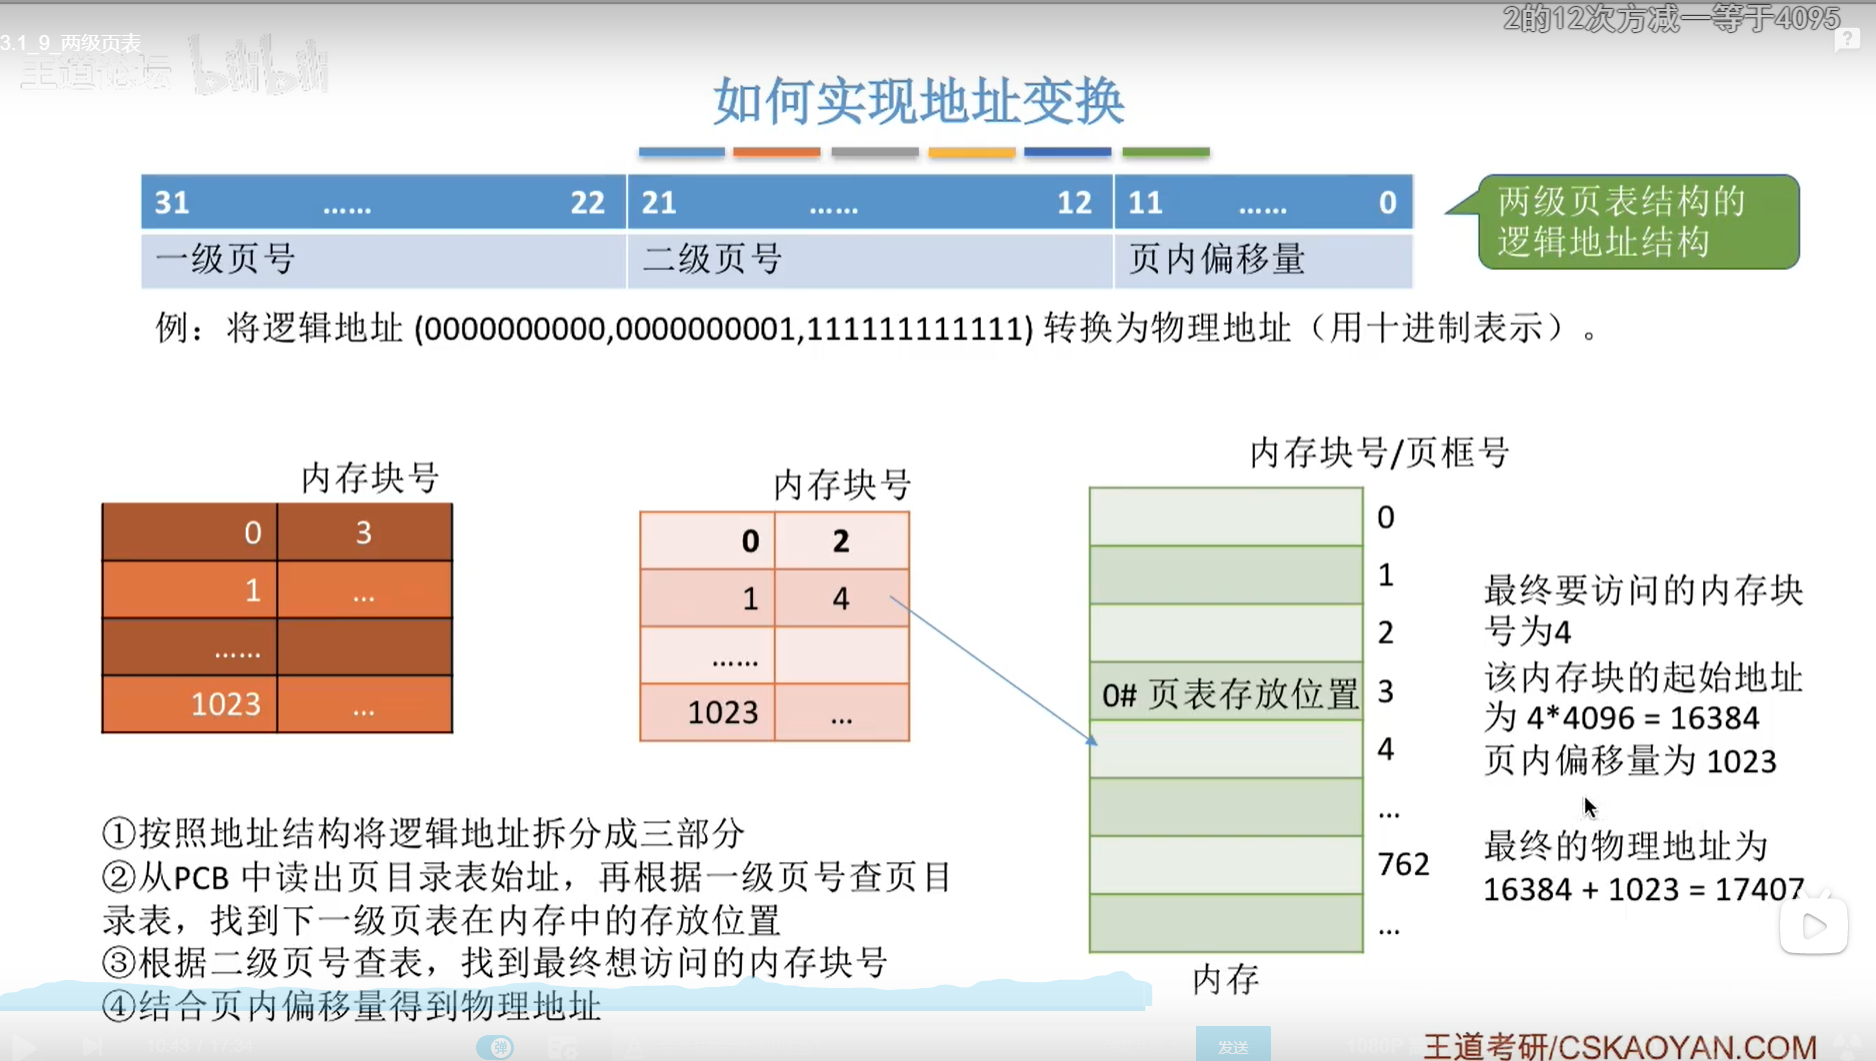 2的12次方减一等于4095
3.1_9_两级页表
王道论坛 bilibili
如何实现地址变换
31 …… 22 21 …… 12 11 …… 0
一级页号 二级页号 页内偏移量
两级页表结构的
逻辑地址结构
例：将逻辑地址 (0000000000,0000000001,111111111111) 转换为物理地址（用十进制表示）。
内存块号
0 3
1 …
……
1023 …
内存块号
0 2
1 4
……
1023 …
内存块号/页框号
0
1
2
0# 页表存放位置 3
4
…
762
…
内存
最终要访问的内存块
号为4
该内存块的起始地址
为 4*4096 = 16384
页内偏移量为 1023
最终的物理地址为
16384 + 1023 = 17407
①按照地址结构将逻辑地址拆分成三部分
②从PCB 中读出页目录表始址，再根据一级页号查页目
录表，找到下一级页表在内存中的存放位置
③根据二级页号查表，找到最终想访问的内存块号
④结合页内偏移量得到物理地址
弹
发送
王道考研/CSKAOYAN.COM